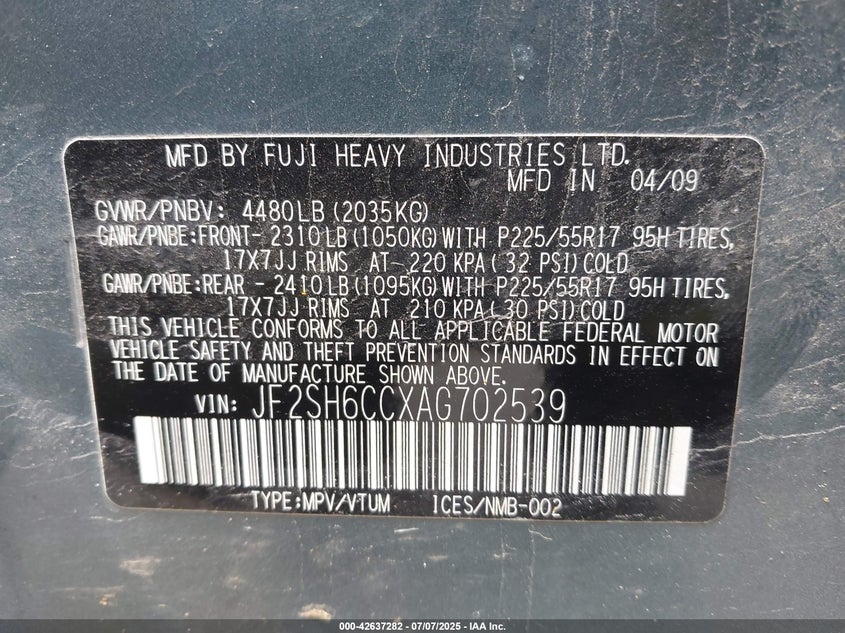 MFD BY FUJI HEAVY INDUSTRIES LTD.
MFD IN 04/09
GVWR/PNBV: 4480LB (2035KG)
GAWR/PNBE:FRONT- 2310LB (1050KG) WITH P225/55R17 95H TIRES,
17X7JJ RIMS AT 220 KPA ( 32 PSI) COLD
GAWR/PNBE:REAR - 2410LB (1095KG) WITH P225/55R17 95H TIRES,
17X7JJ RIMS AT 210 KPA ( 30 PSI) COLD
THIS VEHICLE CONFORMS TO ALL APPLICABLE FEDERAL MOTOR
VEHICLE SAFETY AND THEFT PREVENTION STANDARDS IN EFFECT ON
THE DATE OF MANUFACTURE SHOWN ABOVE.
VIN: JF2SH6CCXAG702539
TYPE:MPV/VTUM ICES/NMB-002
000-42637282 - 07/07/2025 - IAA Inc.